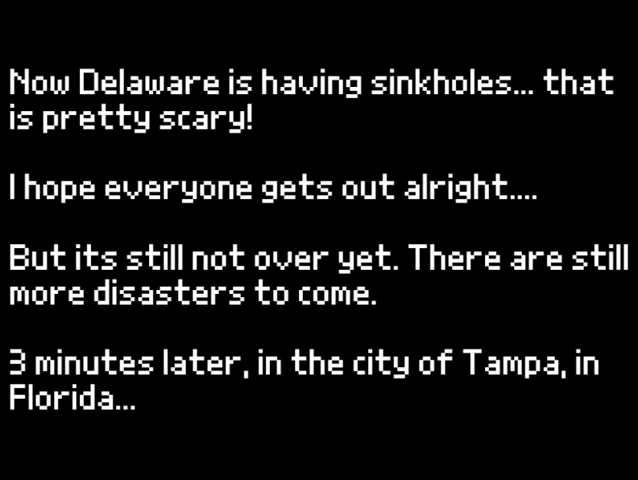 Now Delaware is having sinkholes... that
is pretty scary!
I hope everyone gets out alright....
But its still not over yet. There are still
more disasters to come.
3 minutes later, in the city of Tampa, in
Florida...